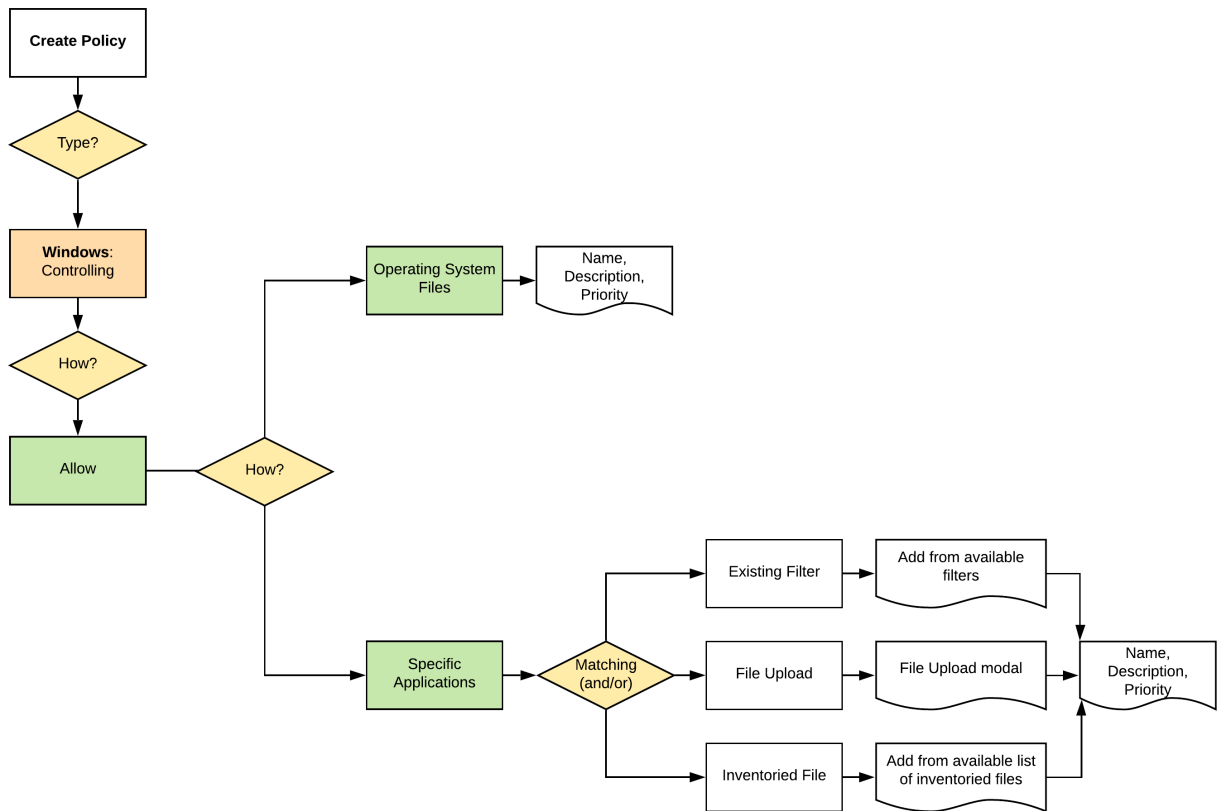 Create Policy
Type?
Windows:
Controlling
How?
Allow
How?
Operating System
Files
Name,
Description,
Priority
Specific
Applications
Matching
(and/or)
Existing Filter
Add from available
filters
File Upload
File Upload modal
Inventoried File
Add from available list
of inventoried files
Name,
Description,
Priority